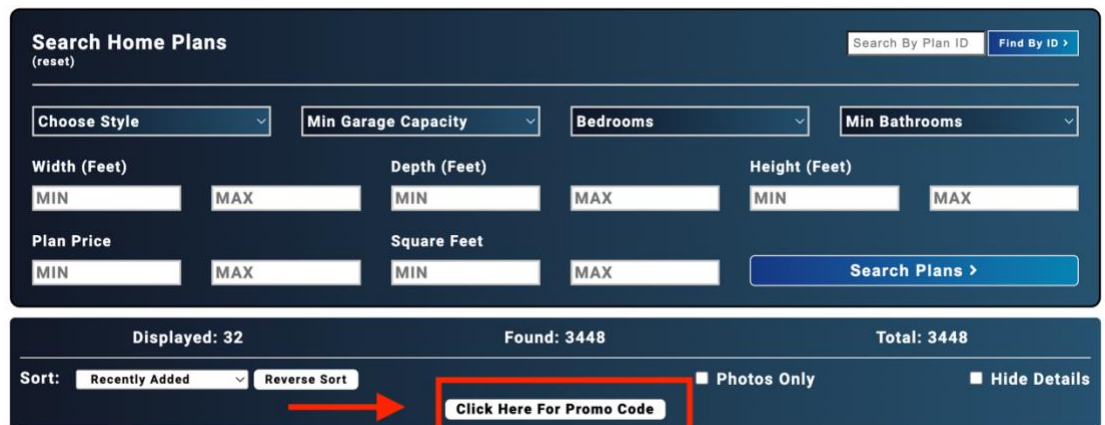 Search Home Plans
(reset)
Search By Plan ID Find By ID >
Choose Style Min Garage Capacity Bedrooms Min Bathrooms
Width (Feet) Depth (Feet) Height (Feet)
MIN MAX MIN MAX MIN MAX
Plan Price Square Feet
MIN MAX MIN MAX Search Plans >
Displayed: 32 Found: 3448 Total: 3448
Sort: Recently Added Reverse Sort Photos Only Hide Details
Click Here For Promo Code